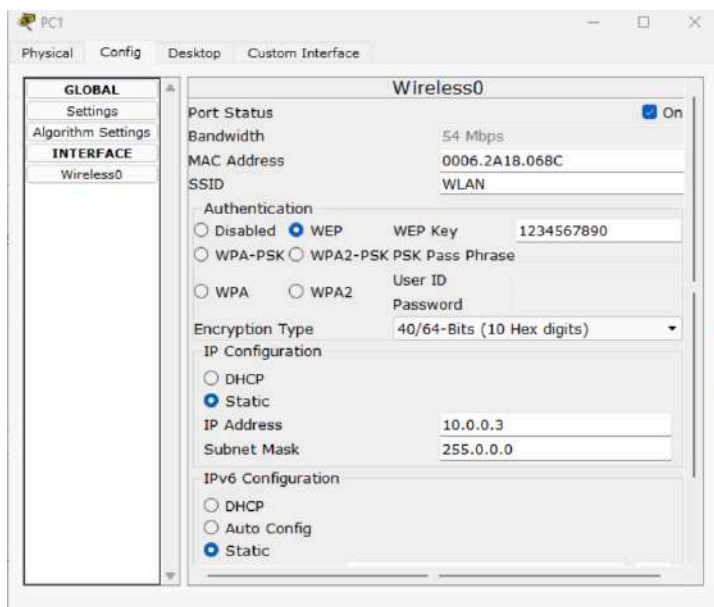 PC1
Physical Config Desktop Custom Interface
GLOBAL
Settings
Algorithm Settings
INTERFACE
Wireless0
Wireless0
Port Status On
Bandwidth 54 Mbps
MAC Address 0006.2A18.068C
SSID WLAN
Authentication
Disabled WEP WEP Key 1234567890
WPA-PSK WPA2-PSK PSK Pass Phrase
User ID
WPA WPA2
Password
Encryption Type 40/64-Bits (10 Hex digits)
IP Configuration
DHCP
Static
IP Address 10.0.0.3
Subnet Mask 255.0.0.0
IPv6 Configuration
DHCP
Auto Config
Static